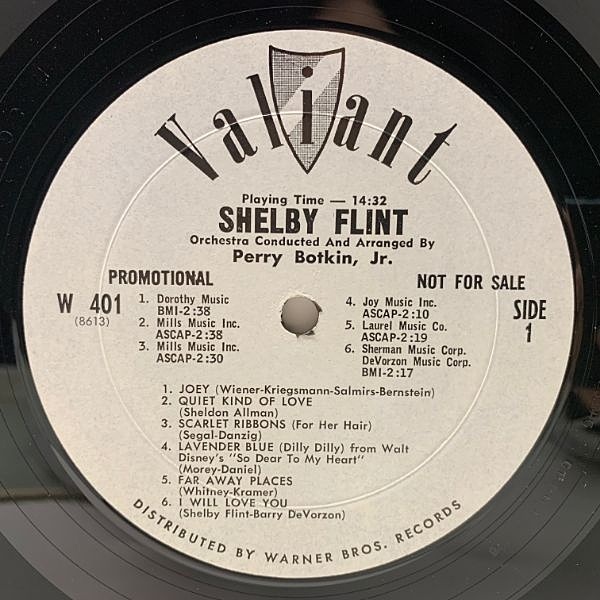 Valiant
Playing Time — 14:32
SHELBY FLINT
Orchestra Conducted And Arranged By
Perry Botkin, Jr.
PROMOTIONAL
NOT FOR SALE
W 401
(8613)
SIDE
1
1. Dorothy Music
BMI-2:38
2. Mills Music Inc.
ASCAP-2:38
3. Mills Music Inc.
ASCAP-2:30
4. Joy Music Inc.
ASCAP-2:10
5. Laurel Music Co.
ASCAP-2:19
6. Sherman Music Corp.
DeVorzon Music Corp.
BMI-2:17
1. JOEY (Wiener-Kriegsmann-Salmirs-Bernstein)
2. QUIET KIND OF LOVE
(Sheldon Allman)
3. SCARLET RIBBONS (For Her Hair)
(Segal-Danzig)
4. LAVENDER BLUE (Dilly Dilly) from Walt
Disney's "So Dear To My Heart"
(Morey-Daniel)
5. FAR AWAY PLACES
(Whitney-Kramer)
6. I WILL LOVE YOU
(Shelby Flint-Barry DeVorzon)
DISTRIBUTED BY WARNER BROS. RECORDS